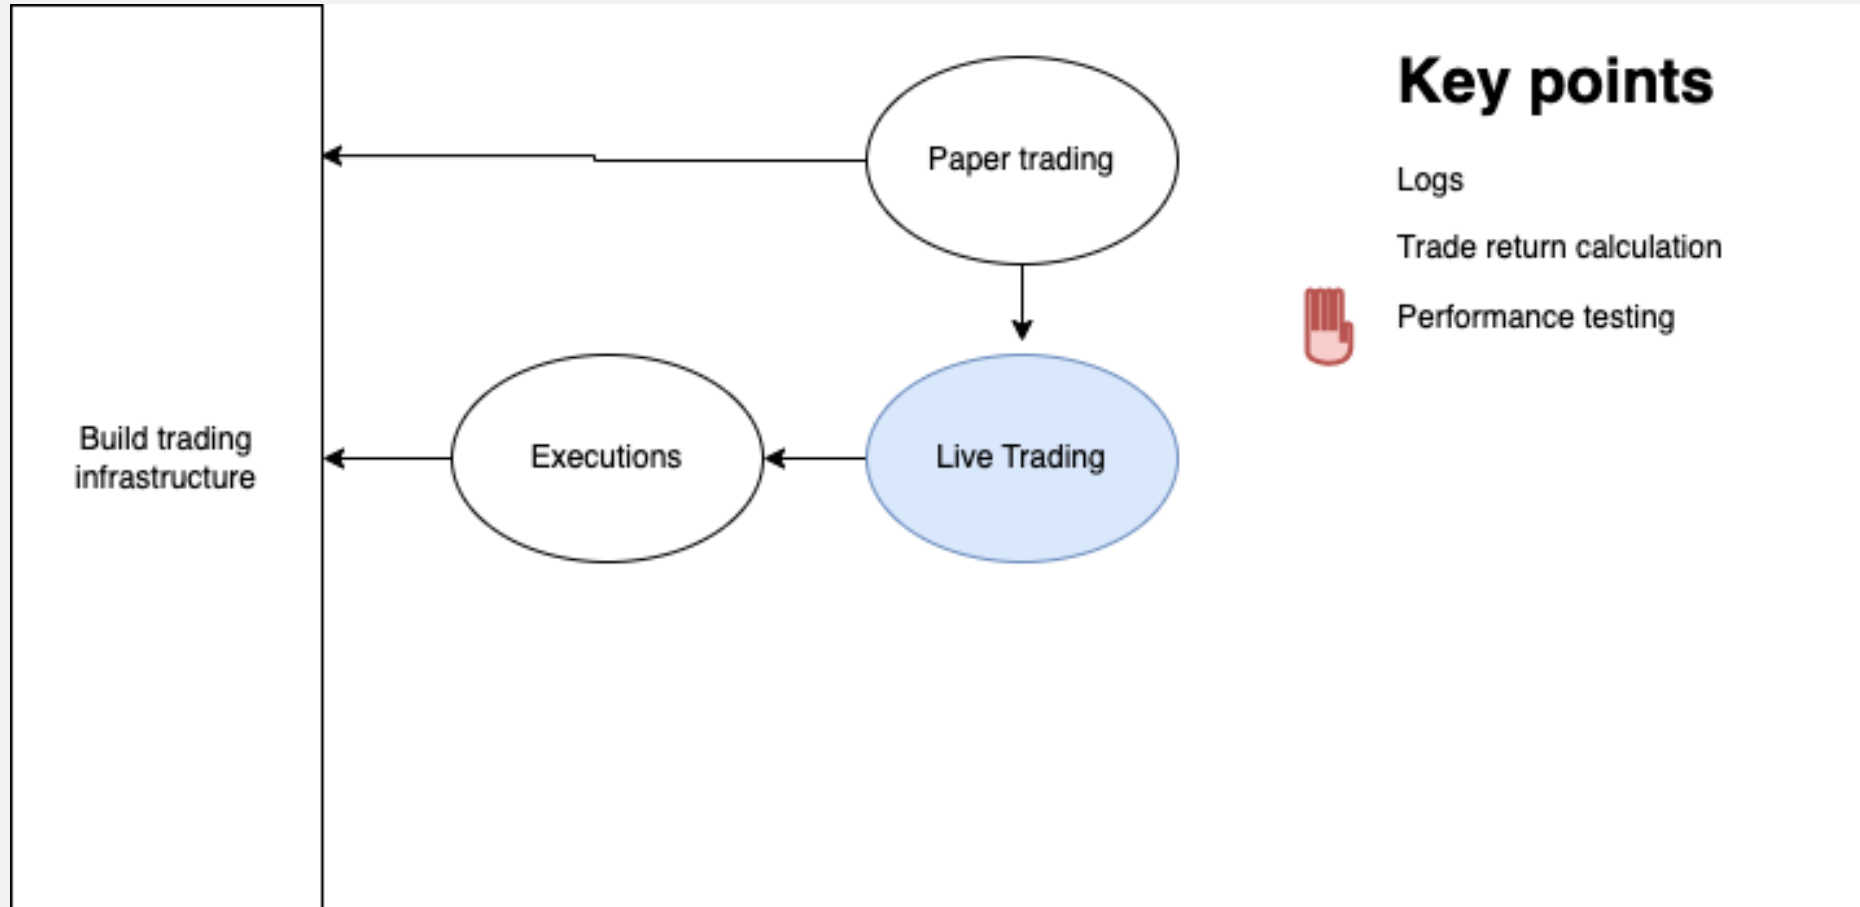 Key points
Paper trading
Logs
Trade return calculation
Performance testing
Build trading
infrastructure
Executions
Live Trading